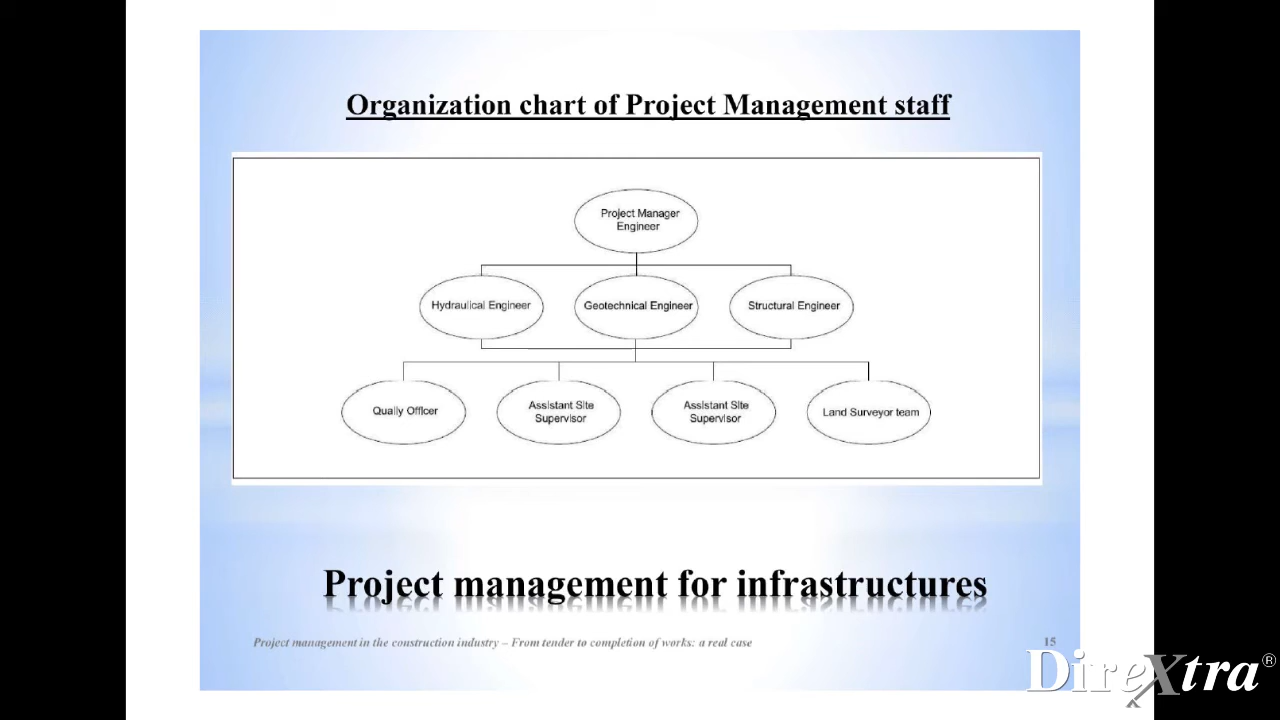 Organization chart of Project Management staff
Project Manager
Engineer
Hydraulical Engineer
Geotechnical Engineer
Structural Engineer
Qually Officer
Assistant Site
Supervisor
Assistant Site
Supervisor
Land Surveyor team
Project management for infrastructures
Project management in the construction industry – From tender to completion of works: a real case
15
DireXtra®